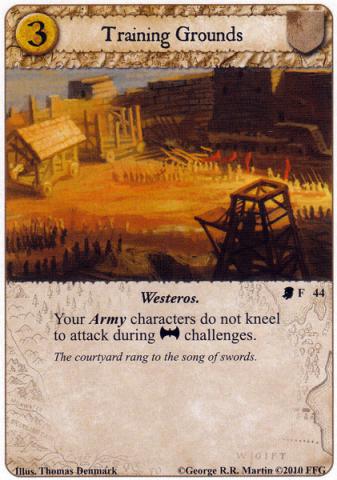 3
Training Grounds
Westeros.
F 44
Your Army characters do not kneel
to attack during challenges.
The courtyard rang to the song of swords.
W GIFT
Illus. Thomas Denmark
©George R.R. Martin ©2010 FFG